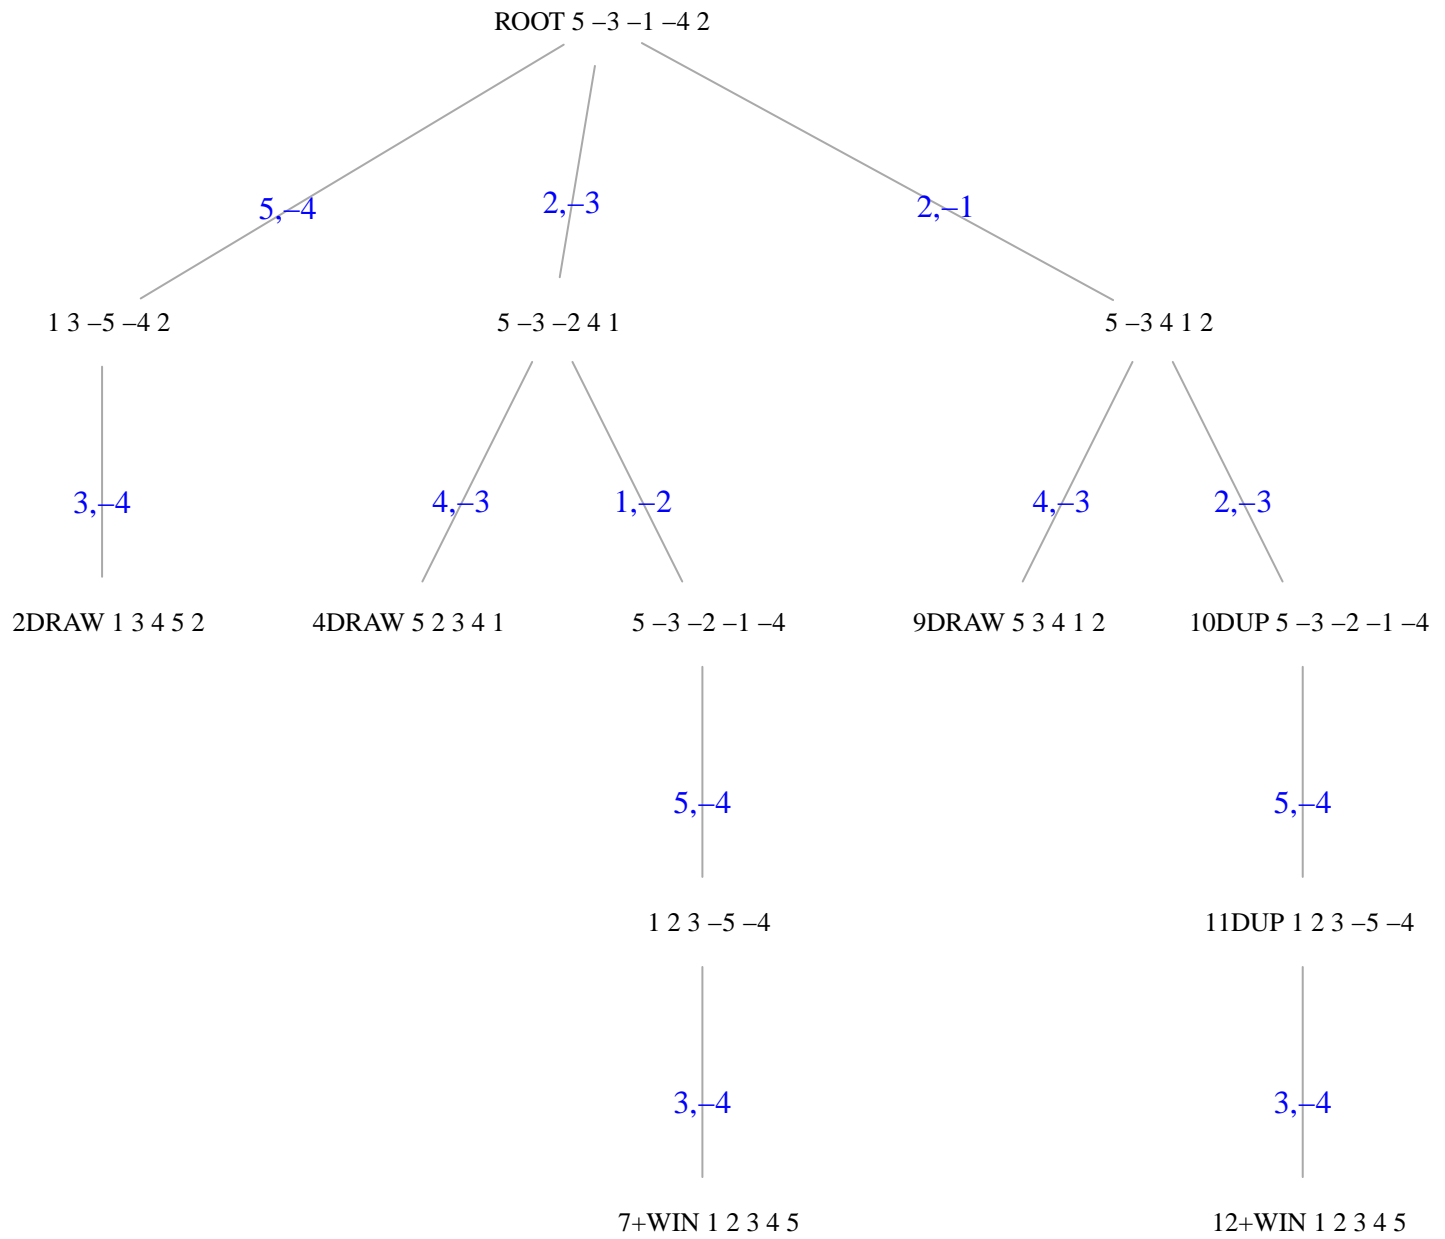 ROOT 5 –3 –1 –4 2
5,–4
2,–3
2,–1
1 3 –5 –4 2
5 –3 –2 4 1
5 –3 4 1 2
3,–4
4,–3
1,–2
4,–3
2,–3
2DRAW 1 3 4 5 2
4DRAW 5 2 3 4 1
5 –3 –2 –1 –4
9DRAW 5 3 4 1 2
10DUP 5 –3 –2 –1 –4
5,–4
5,–4
1 2 3 –5 –4
11DUP 1 2 3 –5 –4
3,–4
3,–4
7+WIN 1 2 3 4 5
12+WIN 1 2 3 4 5